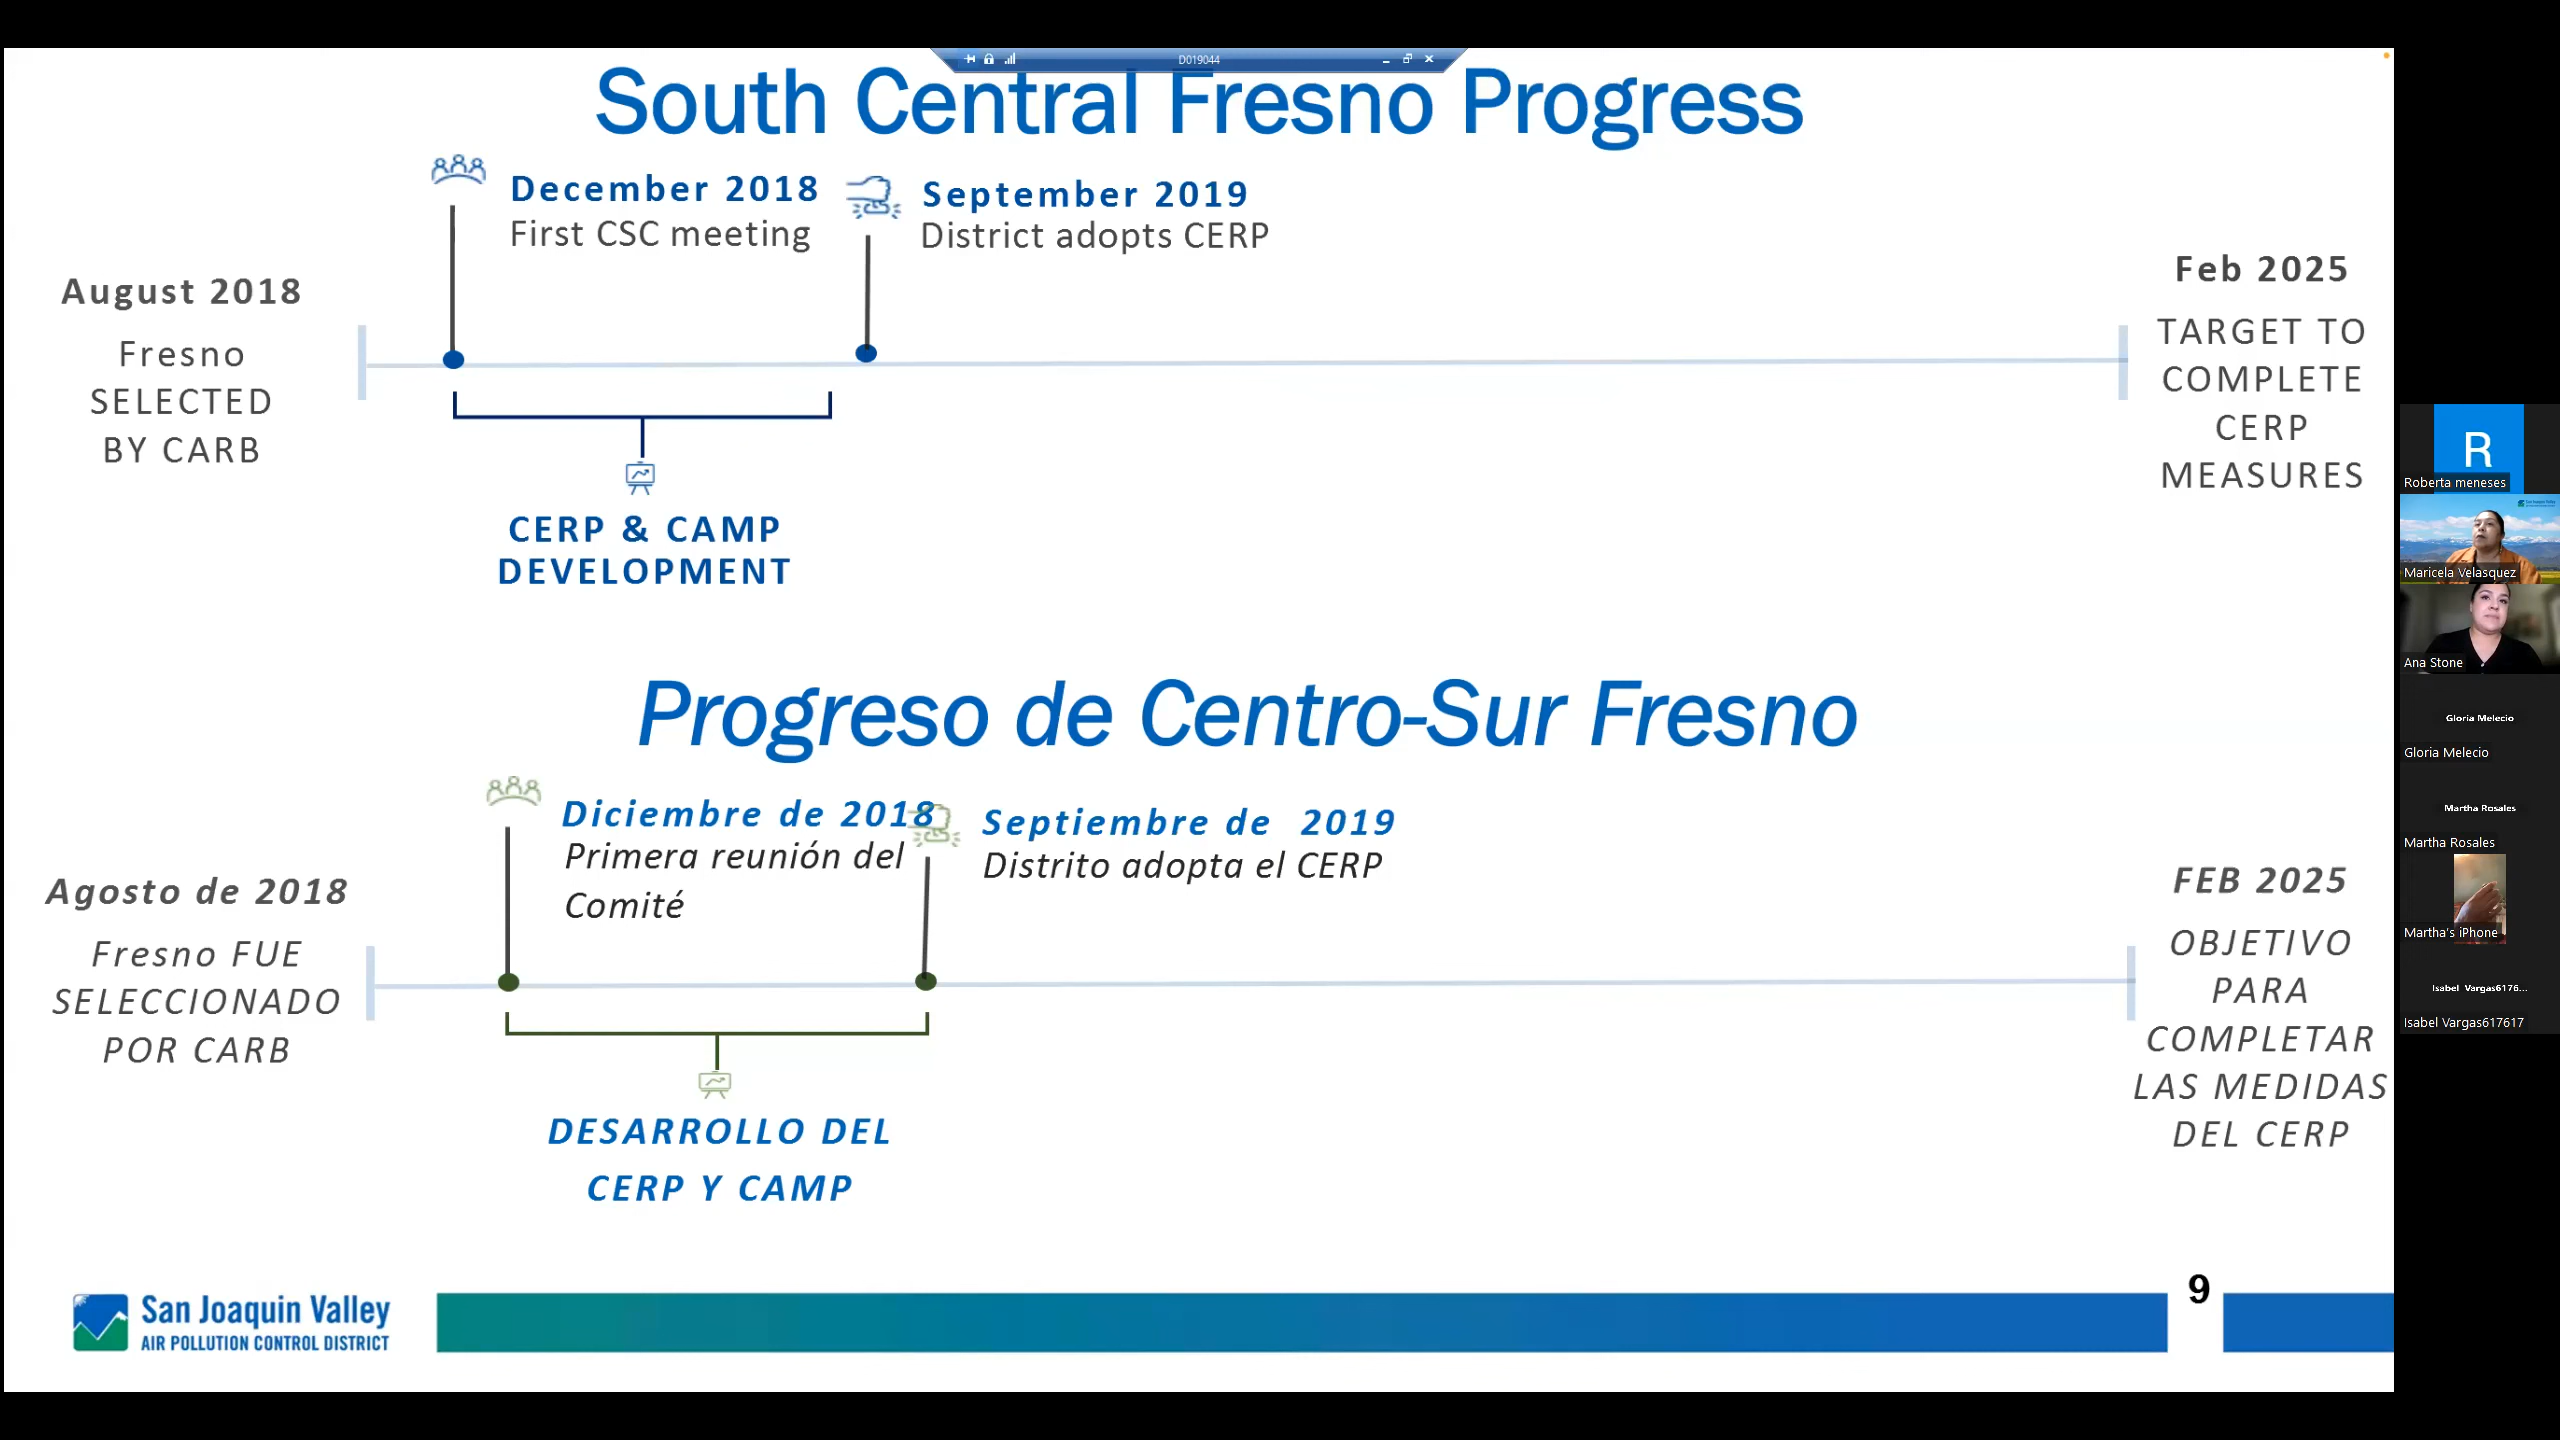 D019044
South Central Fresno Progress
December 2018
First CSC meeting
September 2019
District adopts CERP
August 2018
Fresno
SELECTED
BY CARB
Feb 2025
TARGET TO
COMPLETE
CERP
MEASURES
CERP & CAMP
DEVELOPMENT
Progreso de Centro-Sur Fresno
Diciembre de 2018
Primera reunión del
Comité
Septiembre de 2019
Distrito adopta el CERP
Agosto de 2018
Fresno FUE
SELECCIONADO
POR CARB
FEB 2025
OBJETIVO
PARA
COMPLETAR
LAS MEDIDAS
DEL CERP
DESARROLLO DEL
CERP Y CAMP
San Joaquin Valley
AIR POLLUTION CONTROL DISTRICT
9
R
Roberta meneses
Maricela Velasquez
Ana Stone
Gloria Melecio
Gloria Melecio
Martha Rosales
Martha Rosales
Martha's iPhone
Isabel Vargas6176...
Isabel Vargas617617